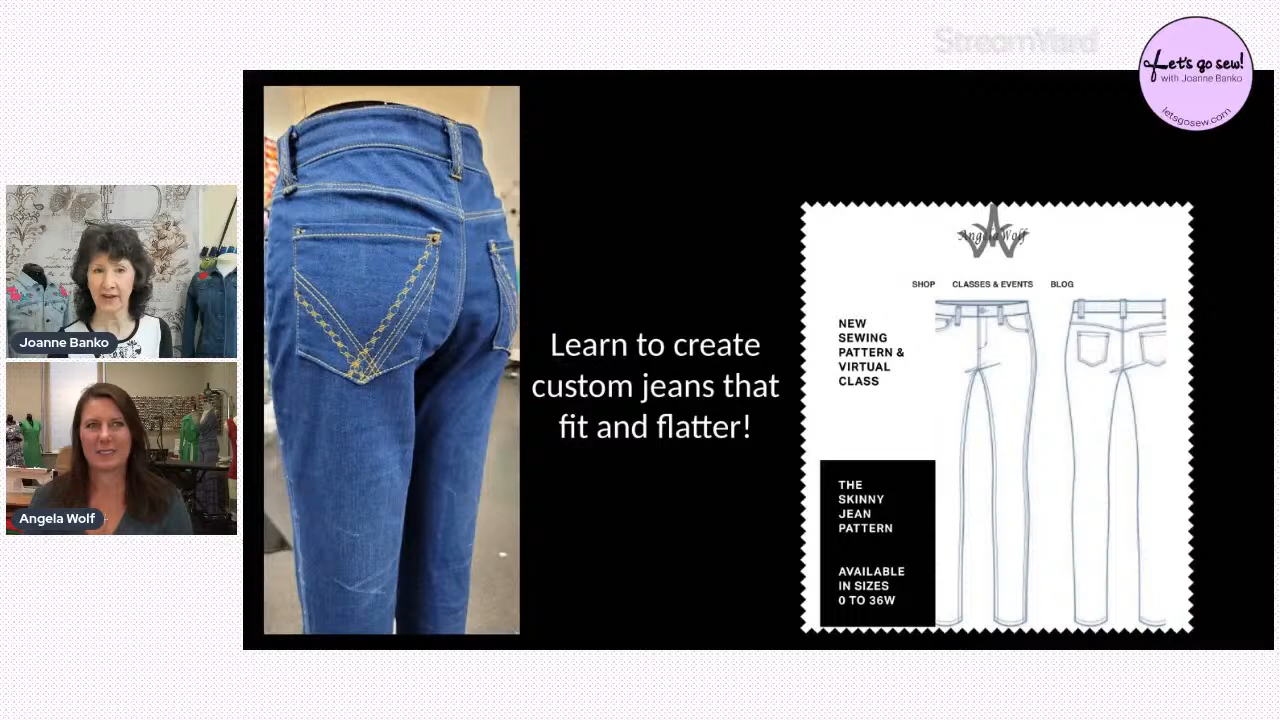 StreamYard
Let's go sew!
with Joanne Banko
letsgosew.com
Joanne Banko
Angela Wolf
Learn to create
custom jeans that
fit and flatter!
Angela Wolf
SHOP CLASSES & EVENTS BLOG
NEW
SEWING
PATTERN &
VIRTUAL
CLASS
THE
SKINNY
JEAN
PATTERN
AVAILABLE
IN SIZES
0 TO 36W